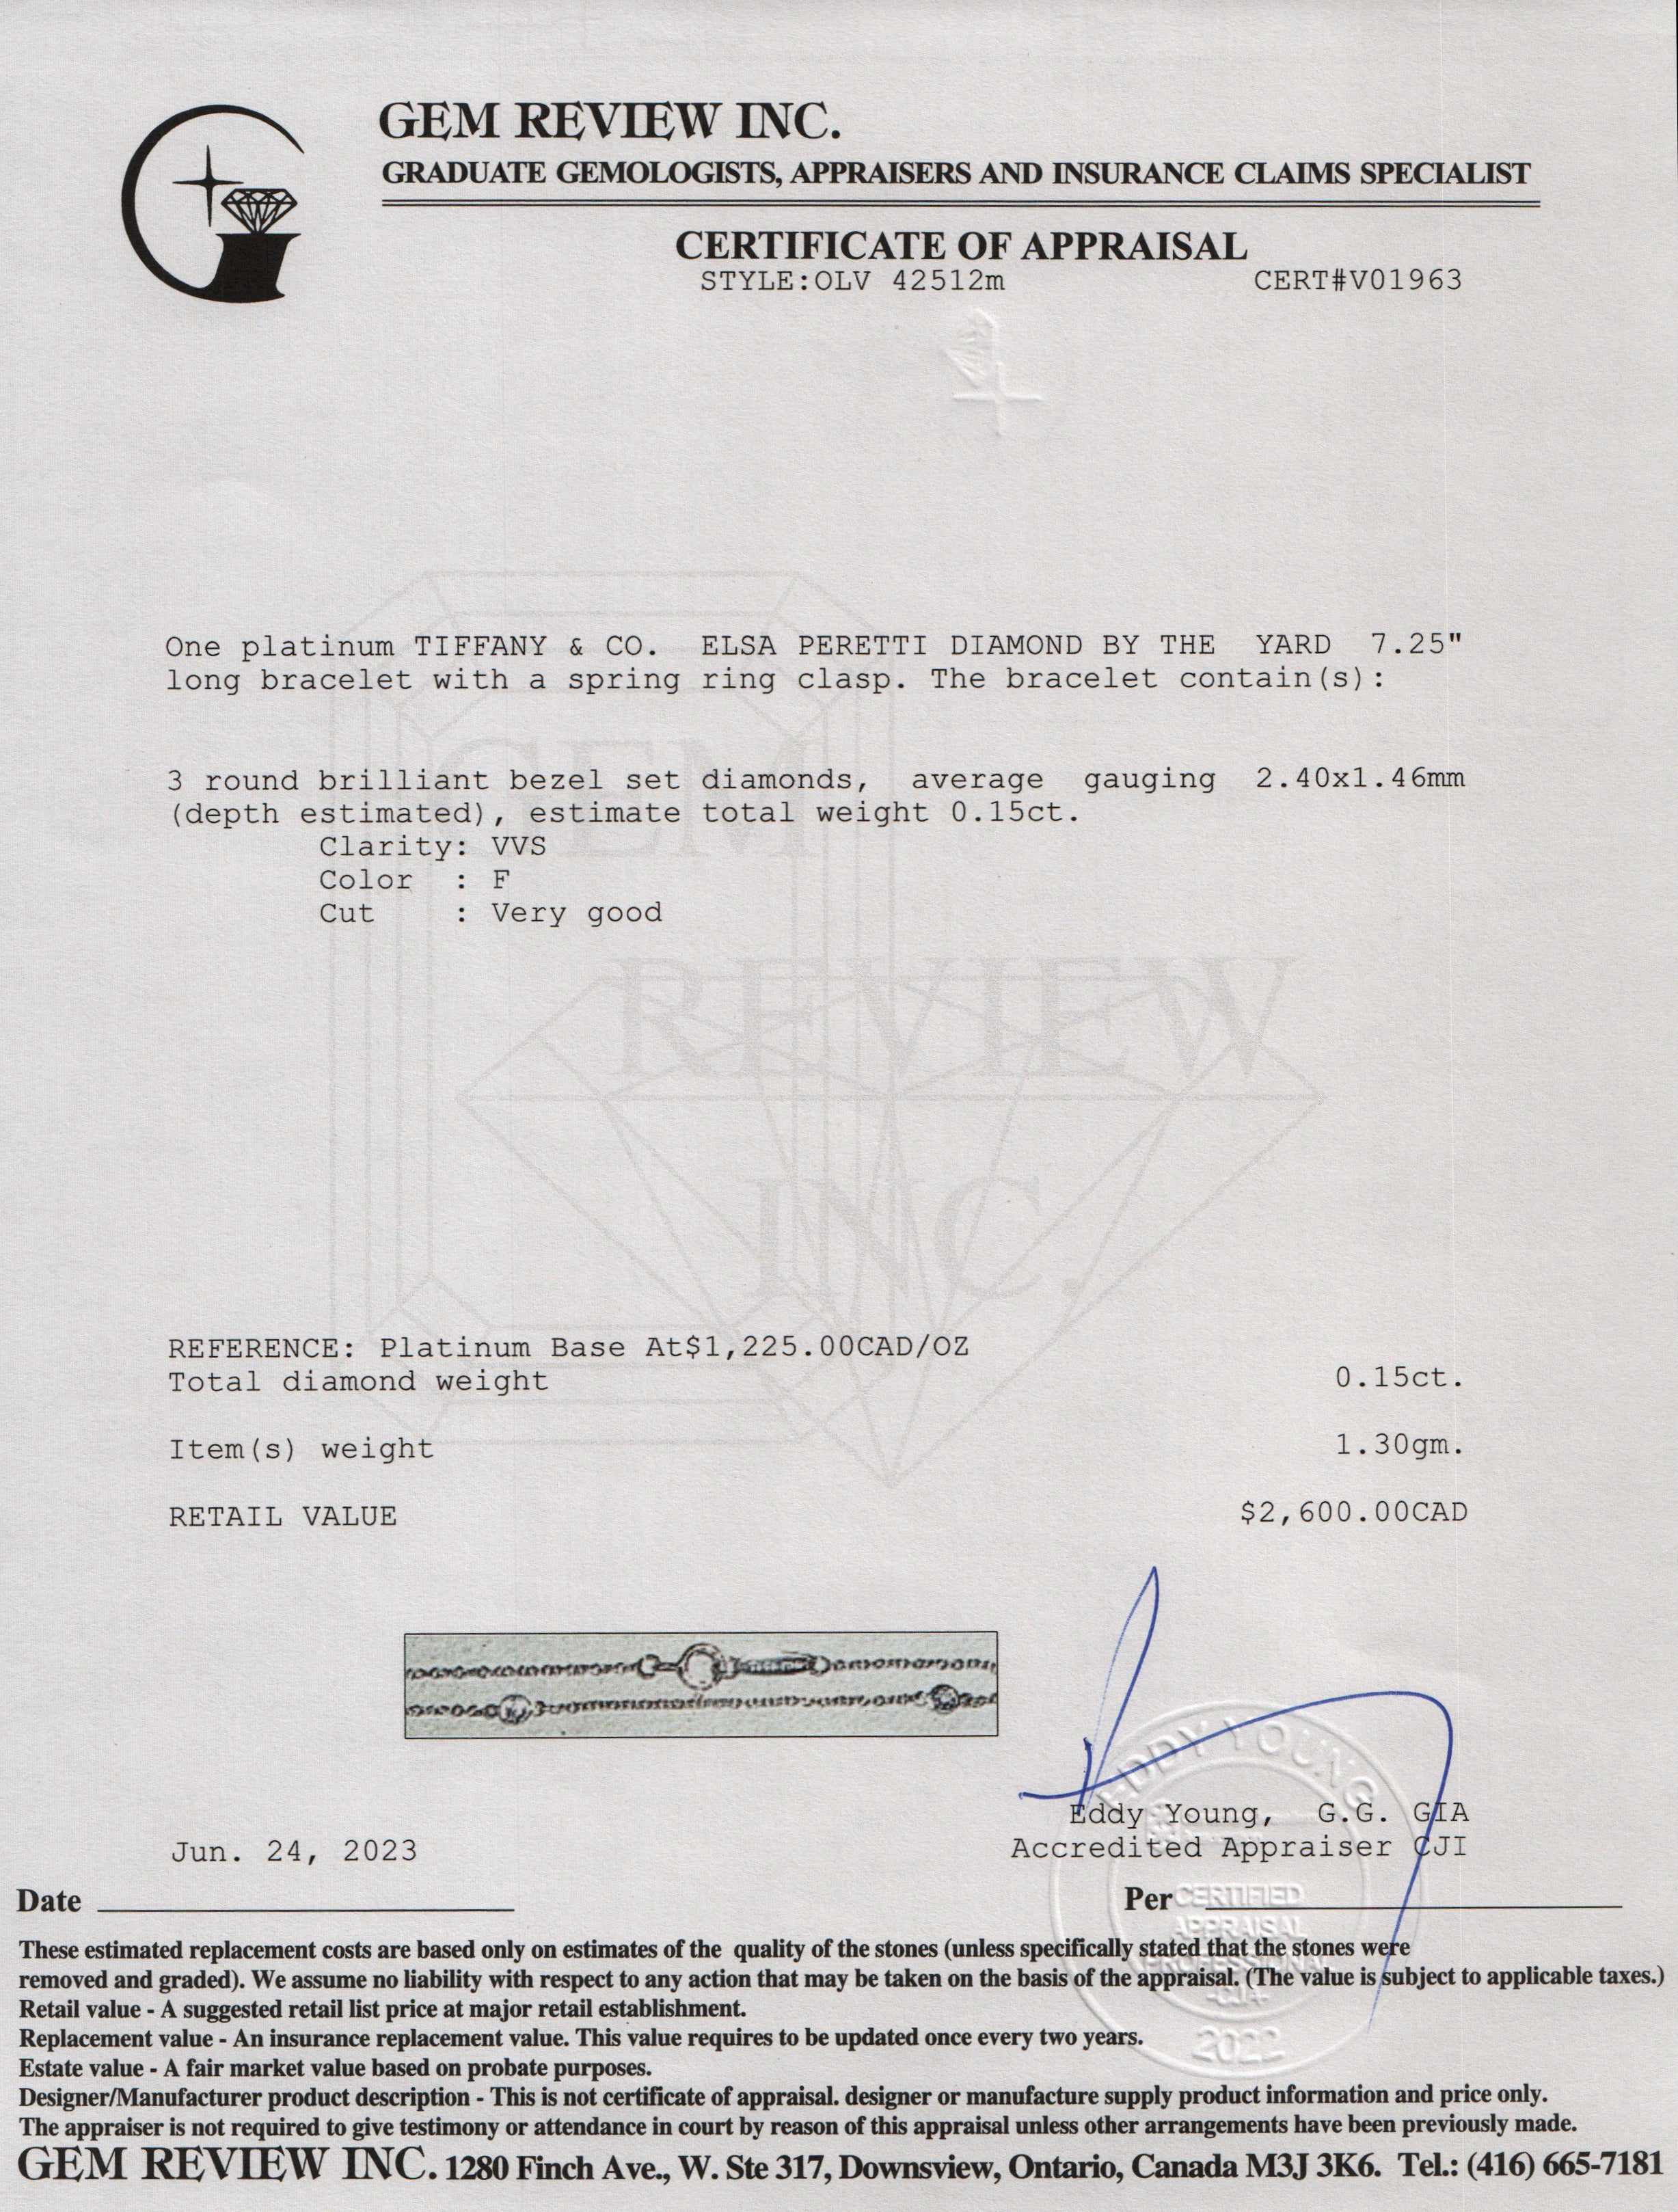 GEM REVIEW INC.
GRADUATE GEMOLOGISTS, APPRAISERS AND INSURANCE CLAIMS SPECIALIST
CERTIFICATE OF APPRAISAL
STYLE:OLV 42512m CERT#V01963
One platinum TIFFANY & CO. ELSA PERETTI DIAMOND BY THE YARD 7.25"
long bracelet with a spring ring clasp. The bracelet contain(s):
3 round brilliant bezel set diamonds, average gauging 2.40x1.46mm
(depth estimated), estimate total weight 0.15ct.
Clarity: VVS
Color : F
Cut : Very good
GEM
REVIEW
INC.
REFERENCE: Platinum Base At$1,225.00CAD/OZ
Total diamond weight 0.15ct.
Item(s) weight 1.30gm.
RETAIL VALUE $2,600.00CAD
EDDY YOUNG
Eddy Young, G.G. GIA
Accredited Appraiser CJI
Jun. 24, 2023
Date
Per
CERTIFIED
APPRAISAL
PROFESSIONAL
-CJA-
2022
These estimated replacement costs are based only on estimates of the quality of the stones (unless specifically stated that the stones were
removed and graded). We assume no liability with respect to any action that may be taken on the basis of the appraisal. (The value is subject to applicable taxes.)
Retail value - A suggested retail list price at major retail establishment.
Replacement value - An insurance replacement value. This value requires to be updated once every two years.
Estate value - A fair market value based on probate purposes.
Designer/Manufacturer product description - This is not certificate of appraisal. designer or manufacture supply product information and price only.
The appraiser is not required to give testimony or attendance in court by reason of this appraisal unless other arrangements have been previously made.
GEM REVIEW INC. 1280 Finch Ave., W. Ste 317, Downsview, Ontario, Canada M3J 3K6. Tel.: (416) 665-7181